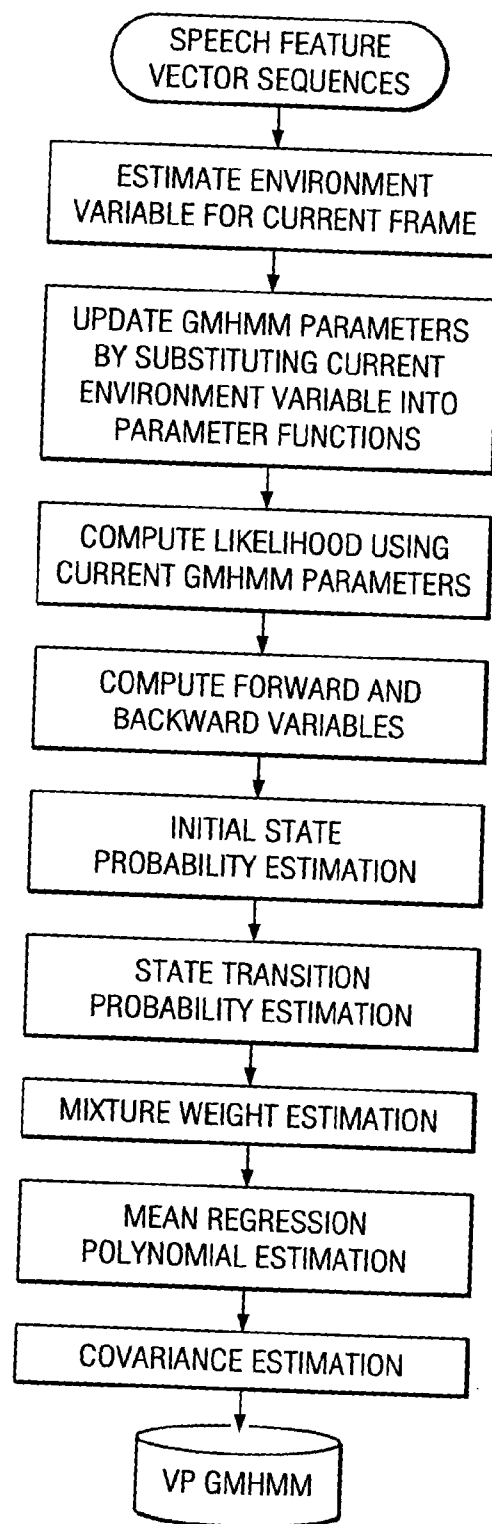 SPEECH FEATURE
VECTOR SEQUENCES
ESTIMATE ENVIRONMENT
VARIABLE FOR CURRENT FRAME
UPDATE GMHMM PARAMETERS
BY SUBSTITUTING CURRENT
ENVIRONMENT VARIABLE INTO
PARAMETER FUNCTIONS
COMPUTE LIKELIHOOD USING
CURRENT GMHMM PARAMETERS
COMPUTE FORWARD AND
BACKWARD VARIABLES
INITIAL STATE
PROBABILITY ESTIMATION
STATE TRANSITION
PROBABILITY ESTIMATION
MIXTURE WEIGHT ESTIMATION
MEAN REGRESSION
POLYNOMIAL ESTIMATION
COVARIANCE ESTIMATION
VP GMHMM